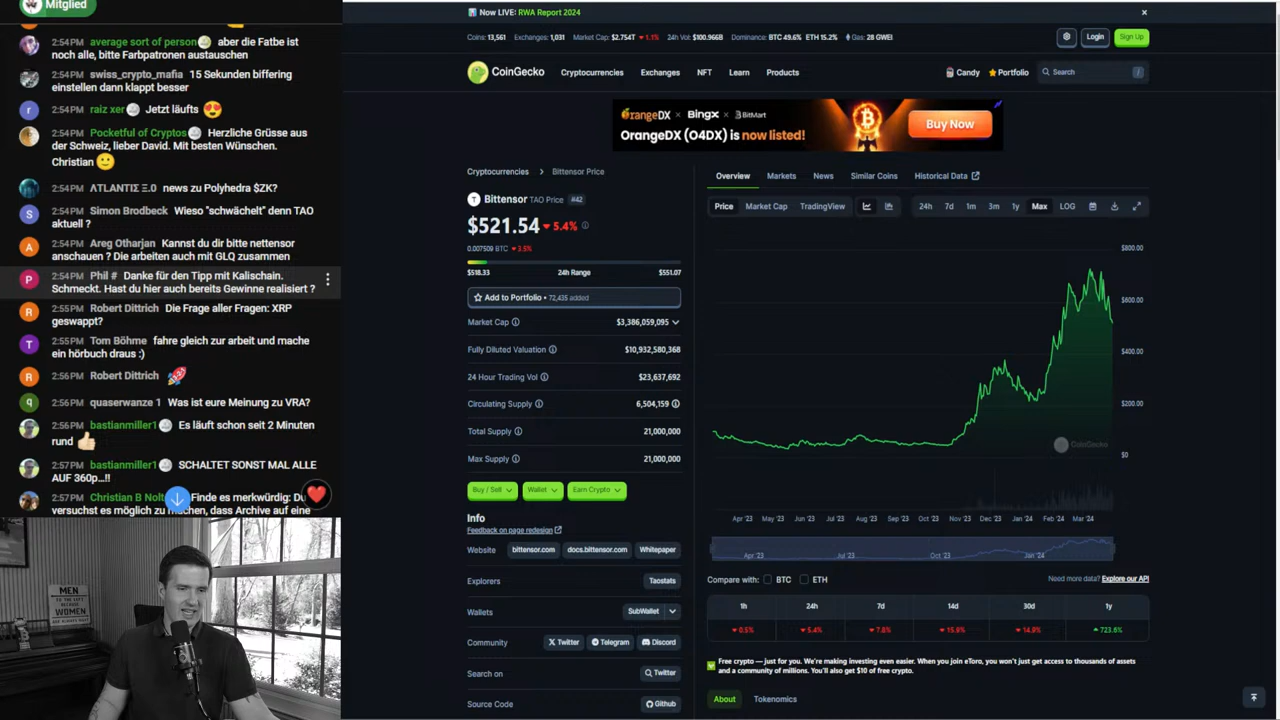 Mitglied
2:54PM average sort of person aber die Fatbe ist
noch alle, bitte Farbpatronen austauschen
2:54PM swiss_crypto_mafia 15 Sekunden biffering
einstellen dann klappt besser
r 2:54PM raiz xer Jetzt läufts
2:54PM Pocketful of Cryptos Herzliche Grüsse aus
der Schweiz, lieber David. Mit besten Wünschen.
Christian
2:54PM ΛTLANTIΣ Ξ.0 news zu Polyhedra $ZK?
S 2:54PM Simon Brodbeck Wieso "schwächelt" denn TAO
aktuell ?
A 2:54PM Areg Otharjan Kannst du dir bitte nettensor
anschauen ? Die arbeiten auch mit GLQ zusammen
P 2:54PM Phil # Danke für den Tipp mit Kalischain.
Schmeckt. Hast du hier auch bereits Gewinne realisiert ?
R 2:55PM Robert Dittrich Die Frage aller Fragen: XRP
geswappt?
T 2:55PM Tom Böhme fahre gleich zur arbeit und mache
ein hörbuch draus :)
R 2:56PM Robert Dittrich
q 2:56PM quaserwanze 1 Was ist eure Meinung zu VRA?
2:56PM bastianmiller1 Es läuft schon seit 2 Minuten
rund
2:57PM bastianmiller1 SCHALTET SONST MAL ALLE
AUF 360p...!!
2:57PM Christian B Nolt Finde es merkwürdig: Du
versuchst es möglich zu machen, dass Archive auf eine
MEN
TO THE LEFT
BECAUSE
WOMEN
ARE ALWAYS
RIGHT
Now LIVE: RWA Report 2024
Coins: 13,561 Exchanges: 1,031 Market Cap: $2.754T 1.1% 24h Vol: $100.966B Dominance: BTC 49.6% ETH 15.2% Gas: 28 GWEI
Login Sign Up
CoinGecko Cryptocurrencies Exchanges NFT Learn Products Candy Portfolio Search /
OrangeDX x BingX x BitMart
OrangeDX (O4DX) is now listed!
Buy Now
Cryptocurrencies Bittensor Price
Bittensor TAO Price #42
$521.54 5.4%
0.007509 BTC 3.5%
$518.33 24h Range $551.07
Add to Portfolio • 72,435 added
Market Cap $3,386,059,095
Fully Diluted Valuation $10,932,580,368
24 Hour Trading Vol $23,637,692
Circulating Supply 6,504,159
Total Supply 21,000,000
Max Supply 21,000,000
Buy / Sell Wallet Earn Crypto
Info
Feedback on page redesign
Website bittensor.com docs.bittensor.com Whitepaper
Explorers Taostats
Wallets SubWallet
Community Twitter Telegram Discord
Search on Twitter
Source Code Github
Overview Markets News Similar Coins Historical Data
Price Market Cap TradingView 24h 7d 1m 3m 1y Max LOG
$800.00
$600.00
$400.00
$200.00
$0
CoinGecko
Apr '23 May '23 Jun '23 Jul '23 Aug '23 Sep '23 Oct '23 Nov '23 Dec '23 Jan '24 Feb '24 Mar '24
Apr '23 Jul '23 Oct '23 Jan '24
Compare with: BTC ETH Need more data? Explore our API
1h 24h 7d 14d 30d 1y
0.5% 5.4% 7.8% 15.9% 14.9% 723.6%
Free crypto — just for you. We're making investing even easier. When you join eToro, you won't just get access to thousands of assets
and a community of millions. You'll also get $10 of free crypto.
About Tokenomics